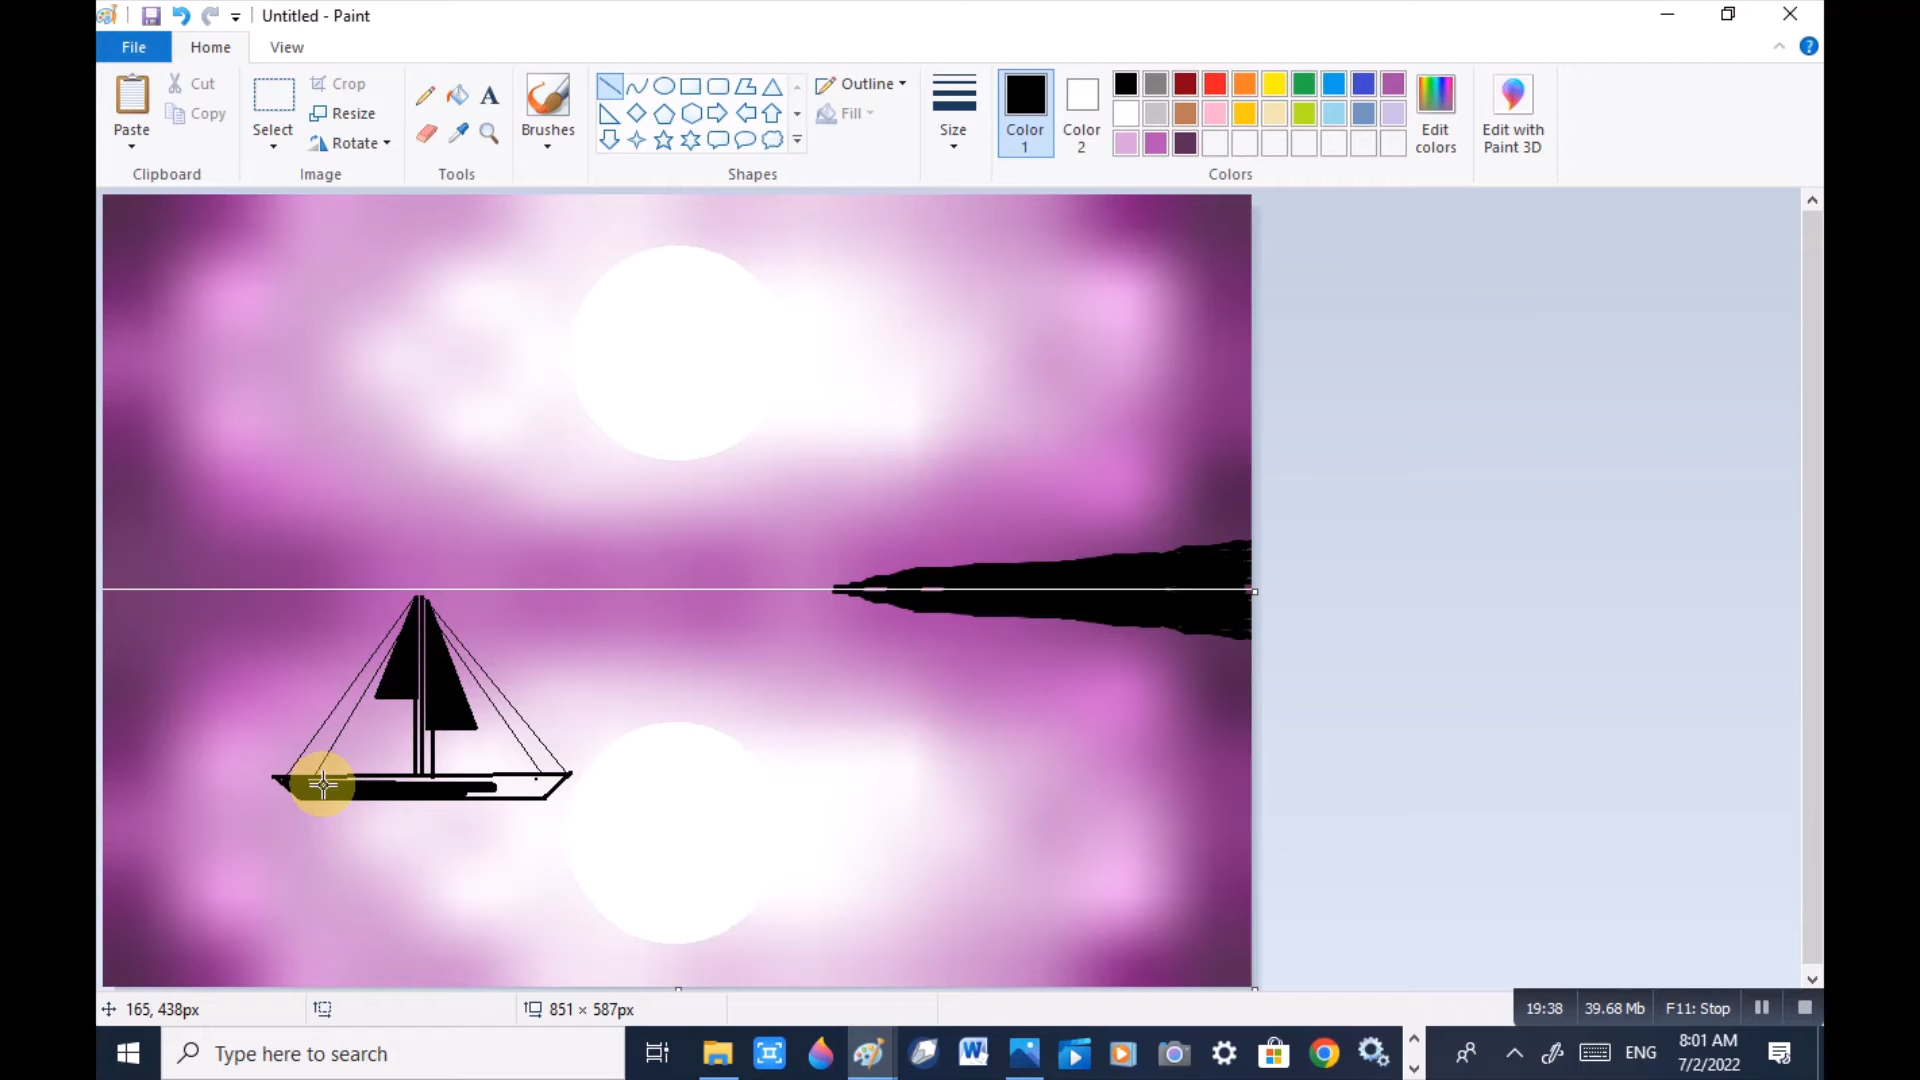 Untitled - Paint
File Home View
Paste
Cut
Copy
Clipboard
Select
Crop
Resize
Rotate
Image
A
Tools
Brushes
Outline
Fill
Shapes
Size
Color 1
Color 2
Edit colors
Colors
Edit with Paint 3D
165, 438px
851 × 587px
19:38 39.68 Mb F11: Stop
Type here to search
W
ENG
8:01 AM
7/2/2022